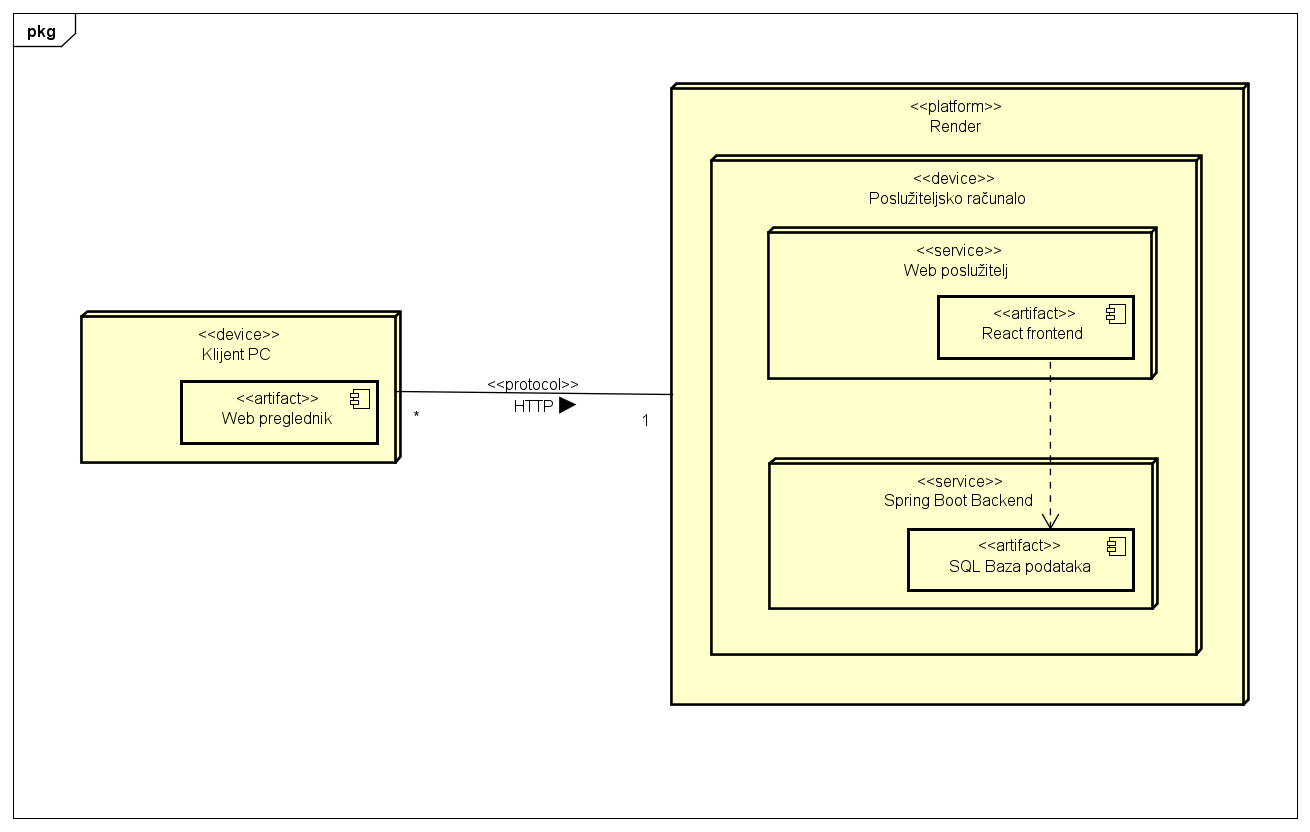 pkg
<<platform>>
Render
<<device>>
Poslužiteljsko računalo
<<service>>
Web poslužitelj
<<artifact>>
React frontend
<<device>>
Klijent PC
<<artifact>>
Web preglednik
<<protocol>>
HTTP
*
1
<<service>>
Spring Boot Backend
<<artifact>>
SQL Baza podataka